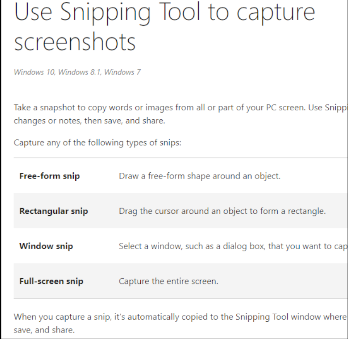 Use Snipping Tool to capture
screenshots
Windows 10, Windows 8.1, Windows 7
Take a snapshot to copy words or images from all or part of your PC screen. Use Snippi
changes or notes, then save, and share.
Capture any of the following types of snips:
Free-form snip Draw a free-form shape around an object.
Rectangular snip Drag the cursor around an object to form a rectangle.
Window snip Select a window, such as a dialog box, that you want to cap
Full-screen snip Capture the entire screen.
When you capture a snip, it's automatically copied to the Snipping Tool window where
save, and share.